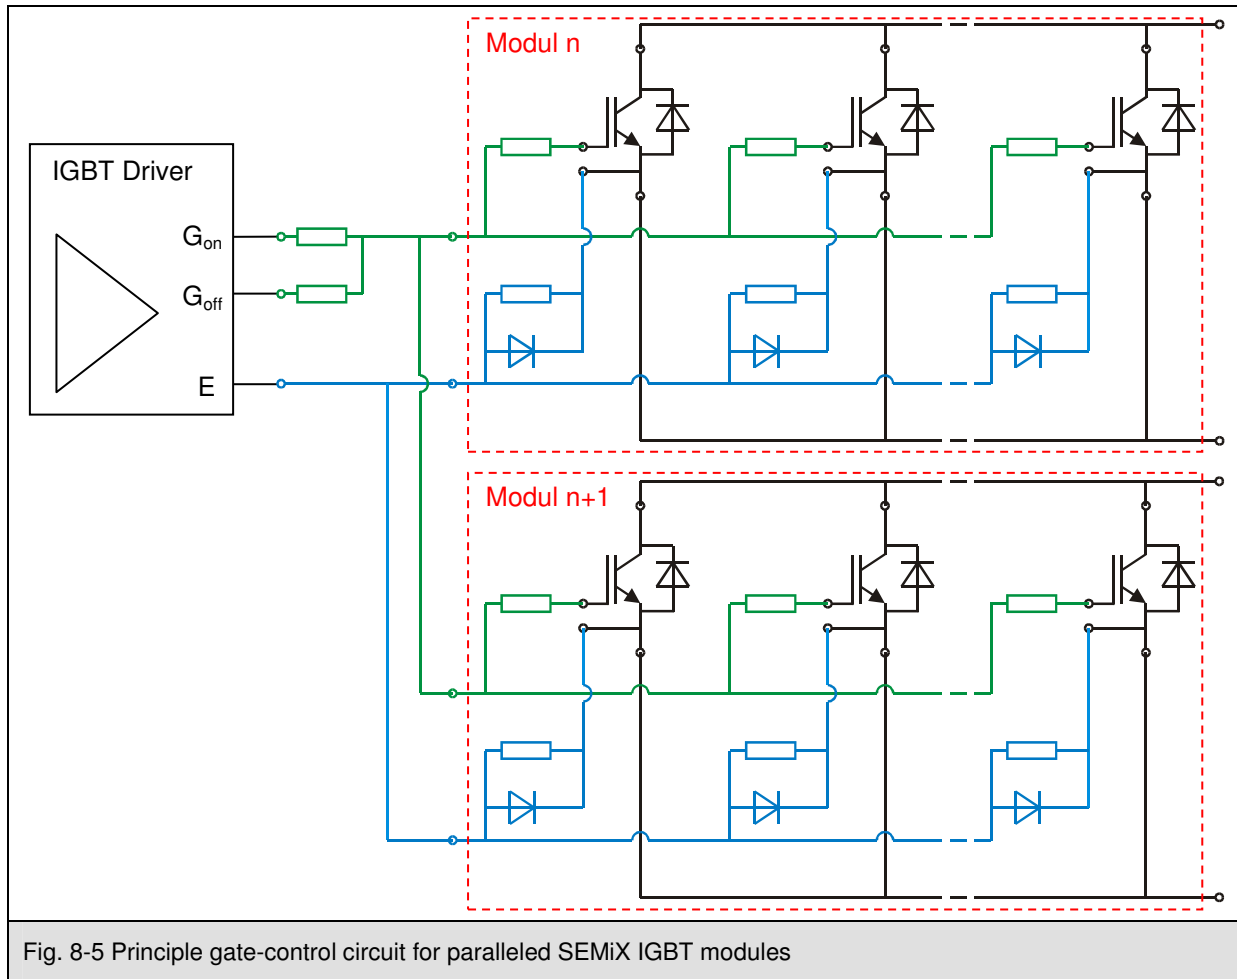 Modul n
IGBT Driver
Gon
Goff
E
Modul n+1
Fig. 8-5 Principle gate-control circuit for paralleled SEMiX IGBT modules